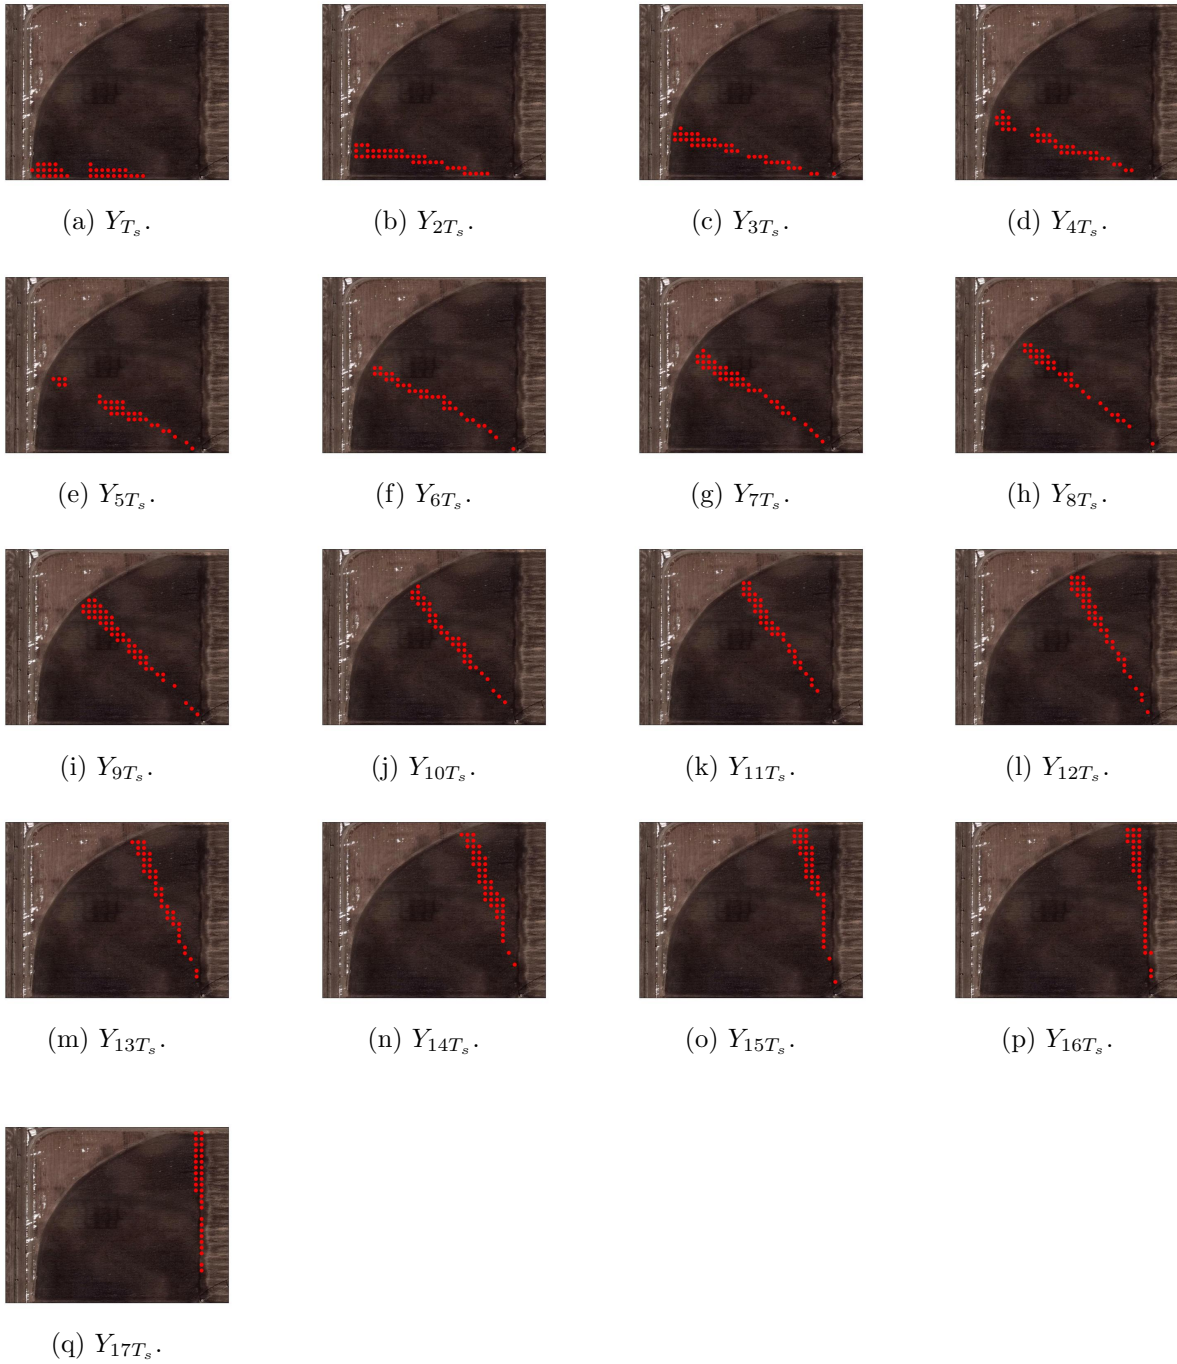 (a) $Y_{T_s}$. (b) $Y_{2T_s}$. (c) $Y_{3T_s}$. (d) $Y_{4T_s}$.
(e) $Y_{5T_s}$. (f) $Y_{6T_s}$. (g) $Y_{7T_s}$. (h) $Y_{8T_s}$.
(i) $Y_{9T_s}$. (j) $Y_{10T_s}$. (k) $Y_{11T_s}$. (l) $Y_{12T_s}$.
(m) $Y_{13T_s}$. (n) $Y_{14T_s}$. (o) $Y_{15T_s}$. (p) $Y_{16T_s}$.
(q) $Y_{17T_s}$.